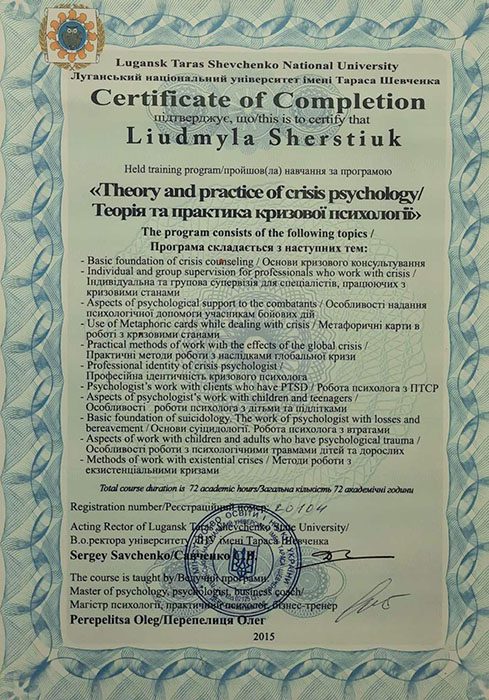 Lugansk Taras Shevchenko National University
Луганський національний університет імені Тараса Шевченка
Certificate of Completion
підтверджує, що/this is to certify that
Liudmyla Sherstiuk
Held training program/пройшов(ла) навчання за програмою
«Theory and practice of crisis psychology/
Теорія та практика кризової психології»
The program consists of the following topics /
Програма складається з наступних тем:
- Basic foundation of crisis counseling / Основи кризового консультування
- Individual and group supervision for professionals who work with crisis /
Індивідуальна та групова супервізія для спеціалістів, працюючих з
кризовими станами
- Aspects of psychological support to the combatants / Особливості надання
психологічної допомоги учасникам бойових дій
- Use of Metaphoric cards while dealing with crisis / Метафоричні карти в
роботі з кризовими станами
- Practical methods of work with the effects of the global crisis /
Практичні методи роботи з наслідками глобальної кризи
- Professional identity of crisis psychologist /
Професійна ідентичність кризового психолога
- Psychologist's work with clients who have PTSD / Робота психолога з ПТСР
- Aspects of psychologist's work with children and teenagers /
Особливості роботи психолога з дітьми та підлітками
- Basic foundation of suicidology. The work of psychologist with losses and
bereavement / Основи суїцидології. Робота психолога з втратами
- Aspects of work with children and adults who have psychological trauma /
Особливості роботи з психологічними травмами дітей та дорослих
- Methods of work with existential crises / Методи роботи з
екзистенціальними кризами
Total course duration is 72 academic hours/Загальна кількість 72 академічні години
Registration number/Реєстраційний номер: 20104
Acting Rector of Lugansk Taras Shevchenko State University/
В.о.ректора університету ЛНУ імені Тараса Шевченка
Sergey Savchenko/Савченко С.В.
The course is taught by/Ведучий програми:
Master of psychology, psychologist, business coach/
Магістр психології, практичний психолог, бізнес-тренер
Perepelitsa Oleg/Перепелиця Олег
2015